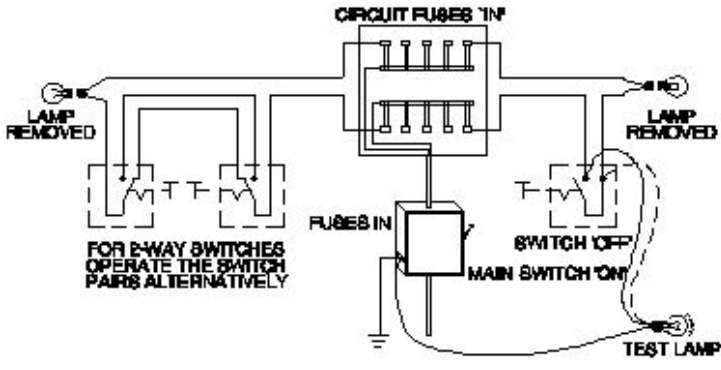 CIRCUIT FUSES "IN"
LAMP
REMOVED
LAMP
REMOVED
FUSES IN
SWITCH 'OFF'
FOR 2-WAY SWITCHES
OPERATE THE SWITCH
PAIRS ALTERNATIVELY
MAIN SWITCH 'ON'
TEST LAMP